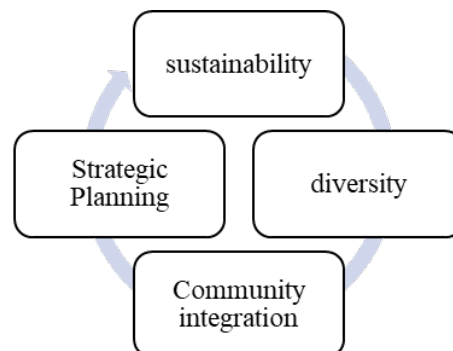 sustainability
Strategic
Planning
diversity
Community
integration